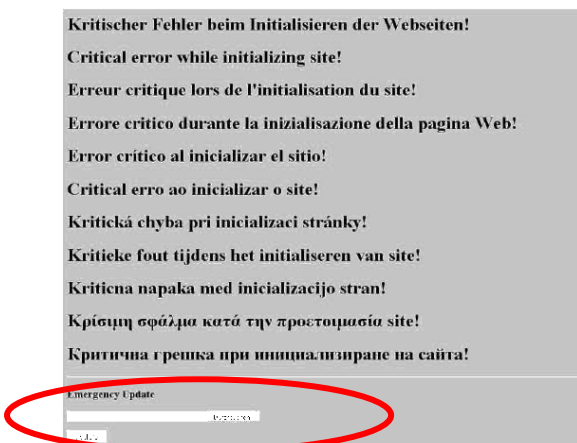 Kritischer Fehler beim Initialisieren der Webseiten!
Critical error while initializing site!
Erreur critique lors de l'initialisation du site!
Errore critico durante la inizialisazione della pagina Web!
Error crítico al inicializar el sitio!
Critical erro ao inicializar o site!
Kritická chyba pri inicializaci stránky!
Kritieke fout tijdens het initialiseren van site!
Kriticna napaka med inicializacijo stran!
Κρίσιμη σφάλμα κατά την προετοιμασία site!
Критична грешка при инициализиране на сайта!
Emergency Update